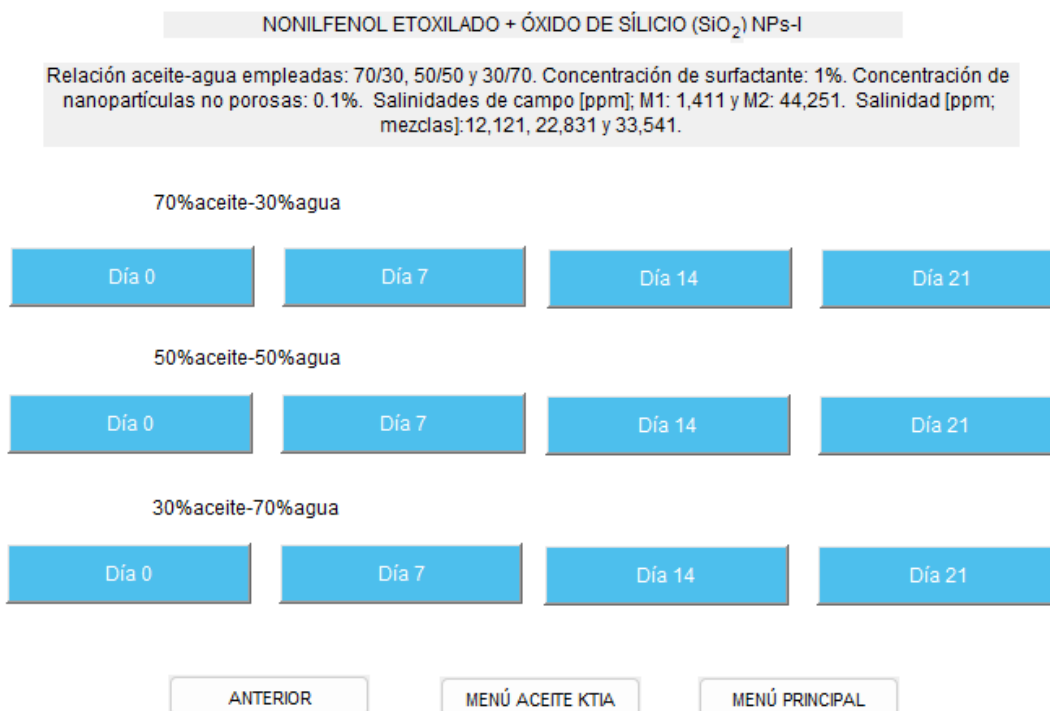 NONILFENOL ETOXILADO + ÓXIDO DE SÍLICIO (SiO₂) NPs-I
Relación aceite-agua empleadas: 70/30, 50/50 y 30/70. Concentración de surfactante: 1%. Concentración de
nanopartículas no porosas: 0.1%. Salinidades de campo [ppm]; M1: 1,411 y M2: 44,251. Salinidad [ppm;
mezclas]:12,121, 22,831 y 33,541.
70%aceite-30%agua
Día 0 Día 7 Día 14 Día 21
50%aceite-50%agua
Día 0 Día 7 Día 14 Día 21
30%aceite-70%agua
Día 0 Día 7 Día 14 Día 21
ANTERIOR MENÚ ACEITE KTIA MENÚ PRINCIPAL